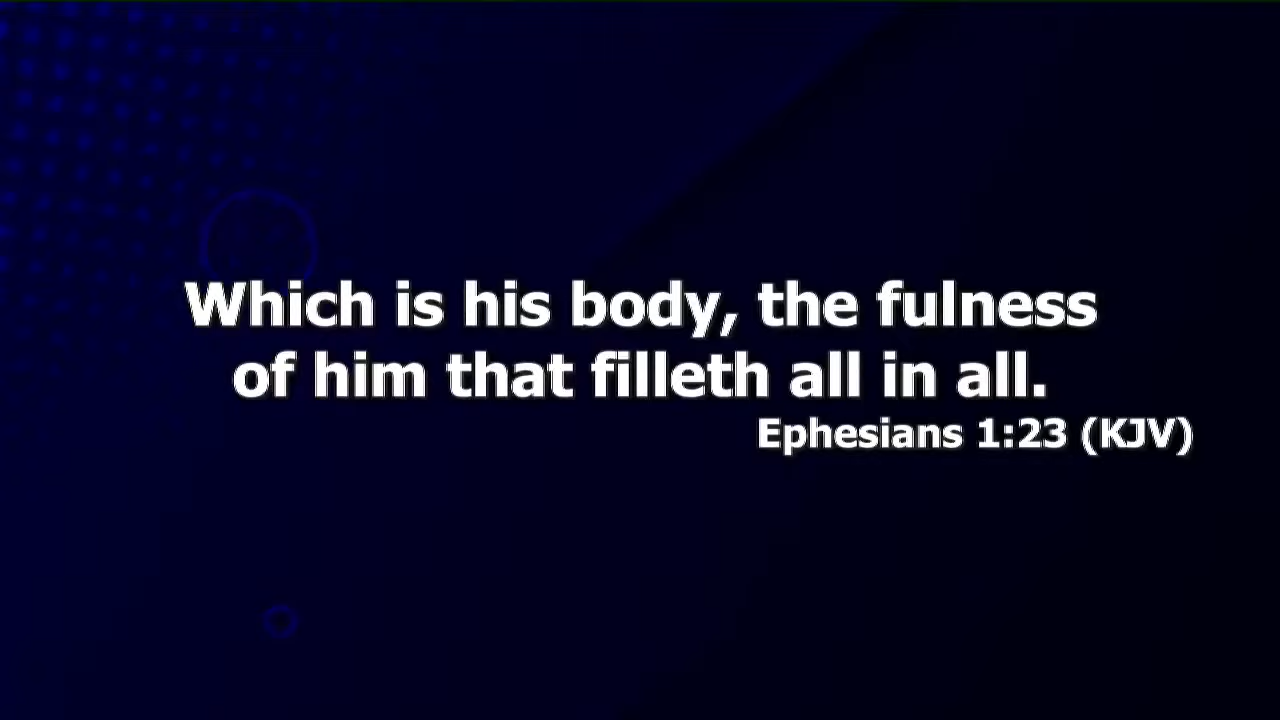 Which is his body, the fulness
of him that filleth all in all.
Ephesians 1:23 (KJV)